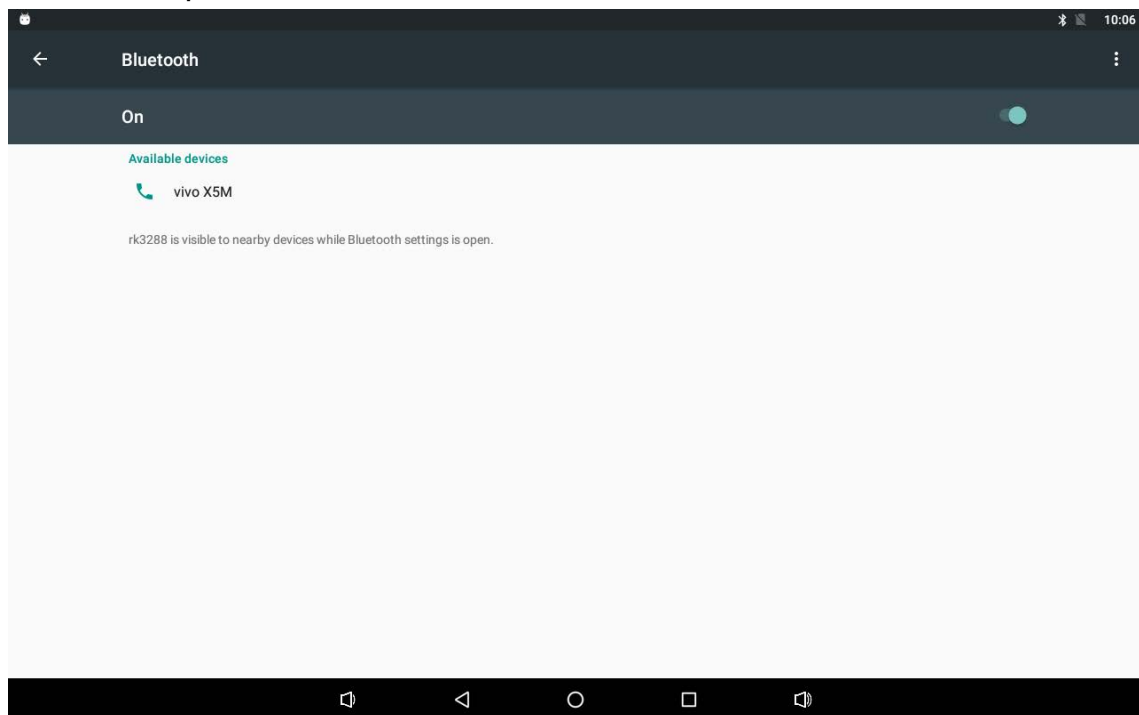 10:06
Bluetooth
On
Available devices
vivo X5M
rk3288 is visible to nearby devices while Bluetooth settings is open.